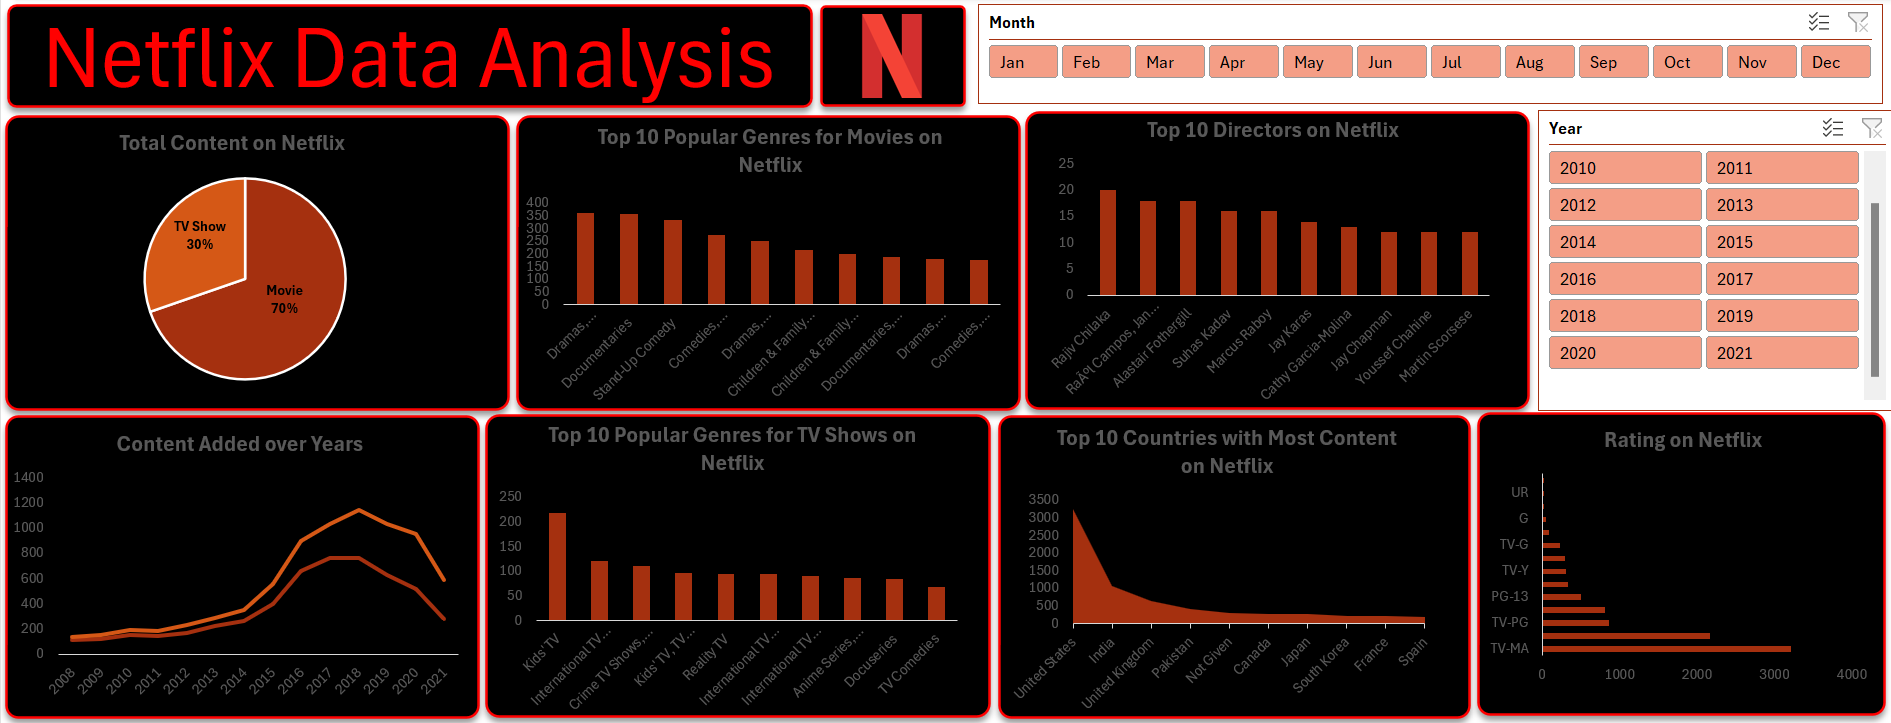 Netflix Data Analysis
N
Month
Jan Feb Mar Apr May Jun Jul Aug Sep Oct Nov Dec
Total Content on Netflix
TV Show
30%
Movie
70%
Top 10 Popular Genres for Movies on
Netflix
400
350
300
250
200
150
100
50
0
Dramas,...
Documentaries
Stand-Up Comedy
Comedies,...
Dramas,...
Children & Family...
Children & Family...
Documentaries,...
Dramas,...
Comedies,...
Top 10 Directors on Netflix
25
20
15
10
5
0
Rajiv Chilaka
RaÃºl Campos, Jan...
Alastair Fothergill
Suhas Kadav
Marcus Raboy
Jay Karas
Cathy Garcia-Molina
Jay Chapman
Youssef Chahine
Martin Scorsese
Year
2010 2011
2012 2013
2014 2015
2016 2017
2018 2019
2020 2021
Content Added over Years
1400
1200
1000
800
600
400
200
0
2008
2009
2010
2011
2012
2013
2014
2015
2016
2017
2018
2019
2020
2021
Top 10 Popular Genres for TV Shows on
Netflix
250
200
150
100
50
0
Kids' TV
International TV...
Crime TV Shows,...
Kids' TV, TV...
Reality TV
International TV...
International TV...
Anime Series,...
Docuseries
TV Comedies
Top 10 Countries with Most Content
on Netflix
3500
3000
2500
2000
1500
1000
500
0
United States
India
United Kingdom
Pakistan
Not Given
Canada
Japan
South Korea
France
Spain
Rating on Netflix
UR
G
TV-G
TV-Y
PG-13
TV-PG
TV-MA
0 1000 2000 3000 4000